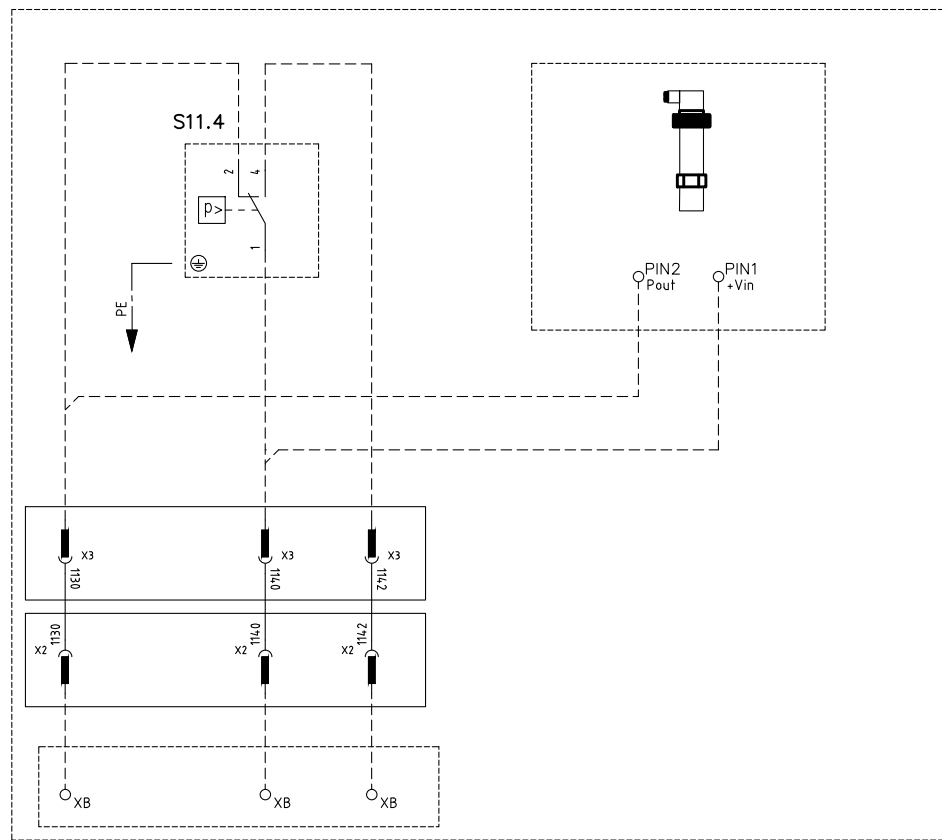 S11.4
2
4
p>
1
PE
PIN2
Pout
PIN1
+Vin
X3
1130
X3
1140
X3
1142
X2
1130
X2
1140
X2
1142
XB
XB
XB